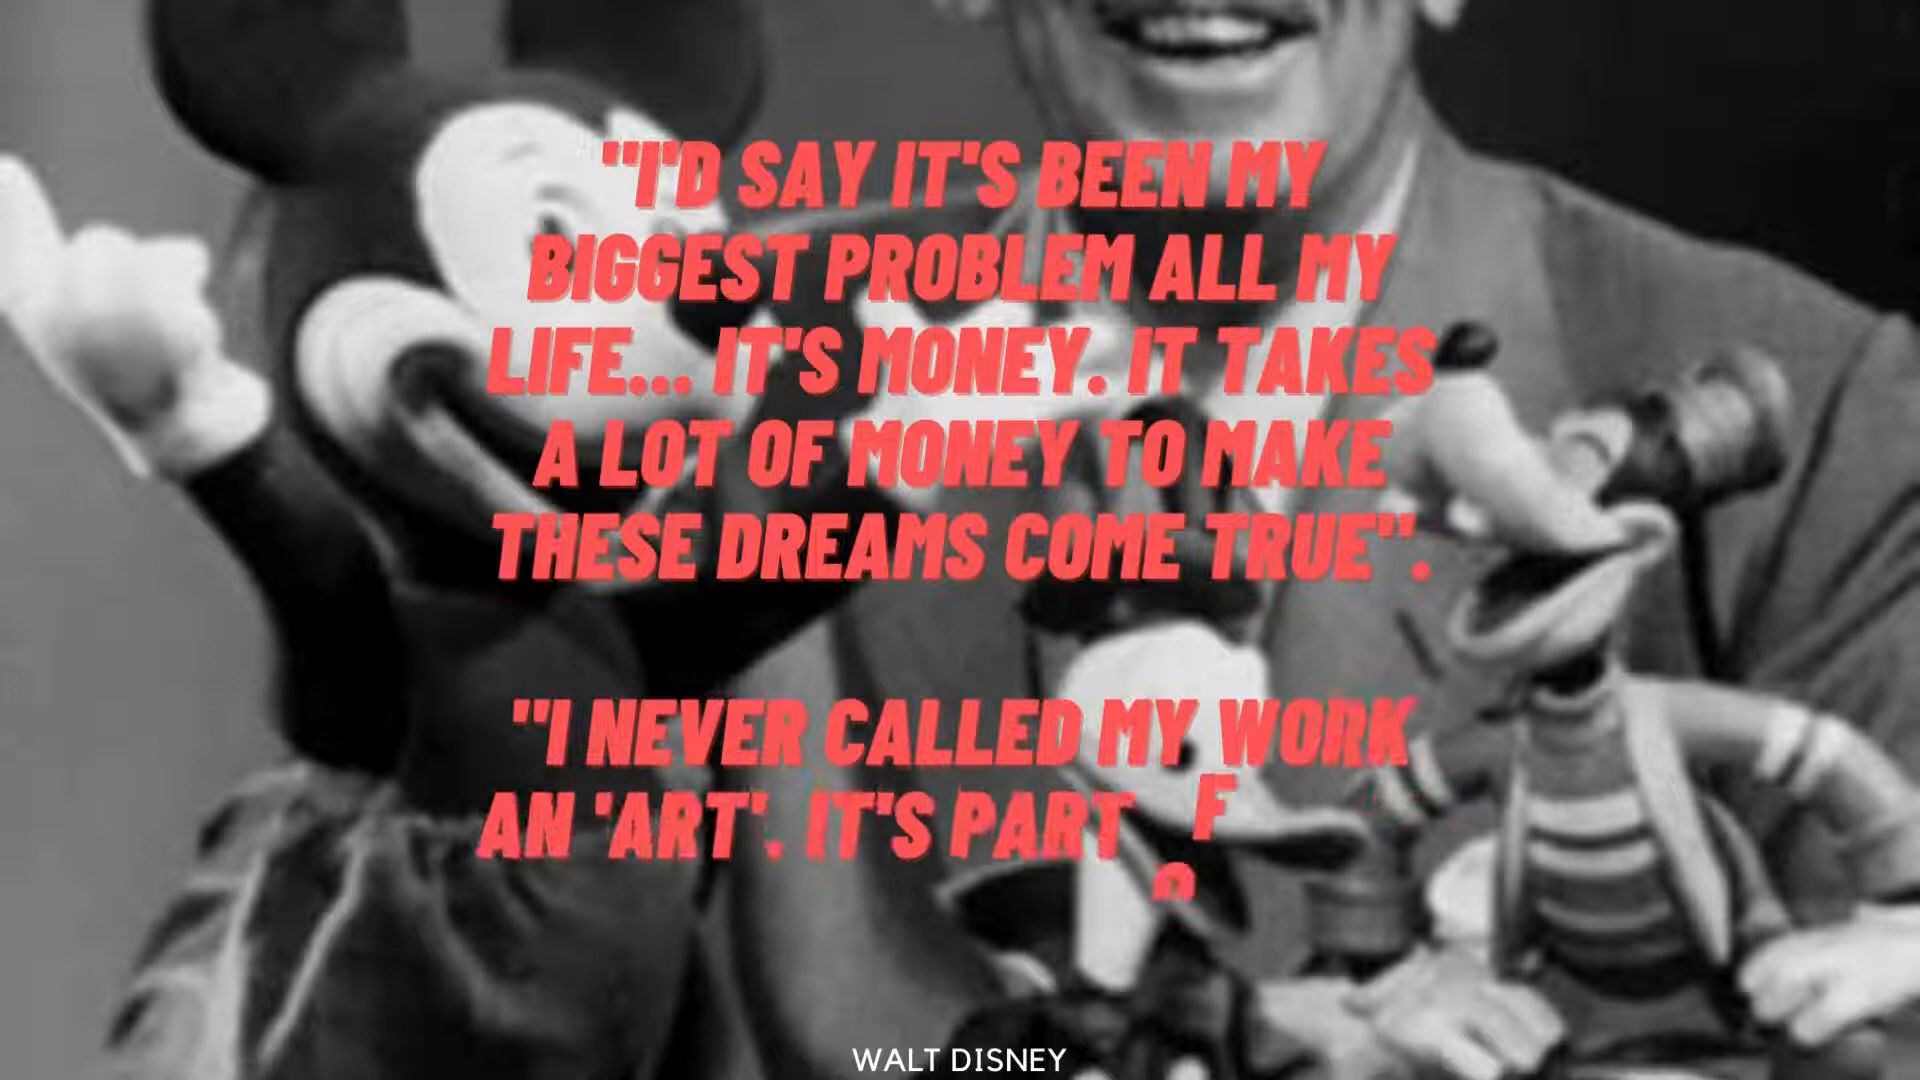 "I'D SAY IT'S BEEN MY
BIGGEST PROBLEM ALL MY
LIFE... IT'S MONEY. IT TAKES
A LOT OF MONEY TO MAKE
THESE DREAMS COME TRUE".
"I NEVER CALLED MY WORK
AN 'ART'. IT'S PART
WALT DISNEY